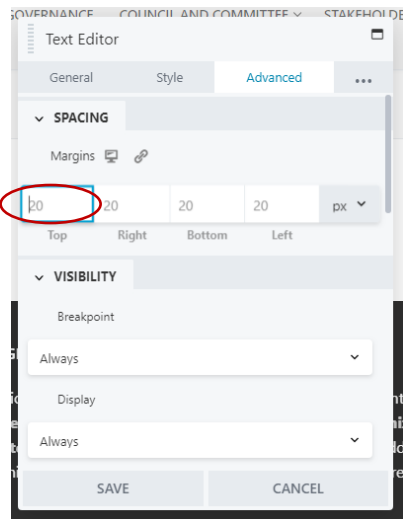 GOVERNANCE COUNCIL AND COMMITTEE STAKEHOLDE
Text Editor
General Style Advanced
SPACING
Margins
20 20 20 20 px
Top Right Bottom Left
VISIBILITY
Breakpoint
Always
Display
Always
SAVE CANCEL